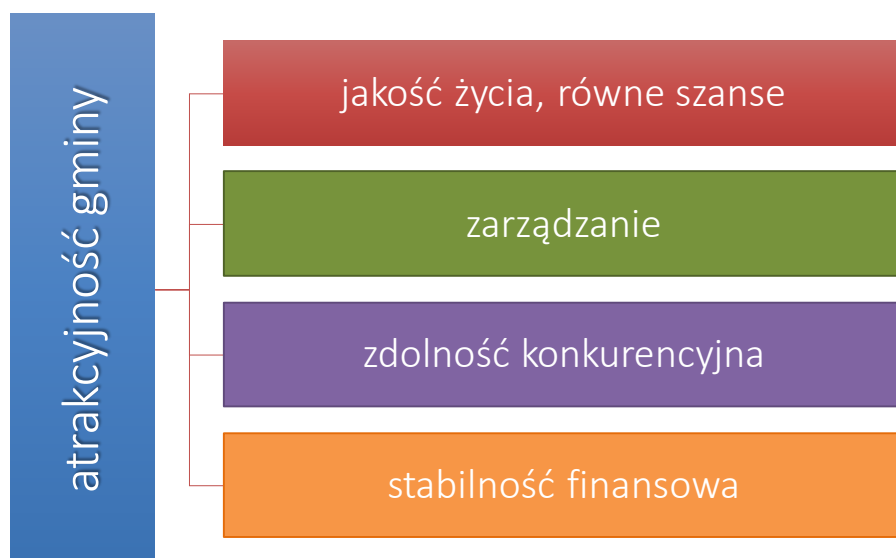 atrakcyjność gminy
jakość życia, równe szanse
zarządzanie
zdolność konkurencyjna
stabilność finansowa